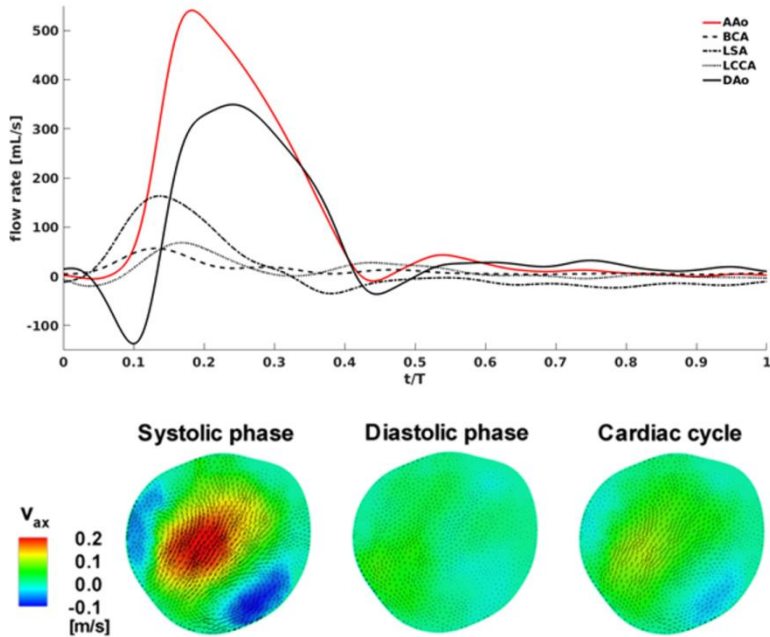 flow rate [mL/s]
500
400
300
200
100
0
-100
AAo
BCA
LSA
LCCA
DAo
0 0.1 0.2 0.3 0.4 0.5 0.6 0.7 0.8 0.9 1
t/T
Systolic phase Diastolic phase Cardiac cycle
vax
0.2
0.1
0.0
-0.1
[m/s]